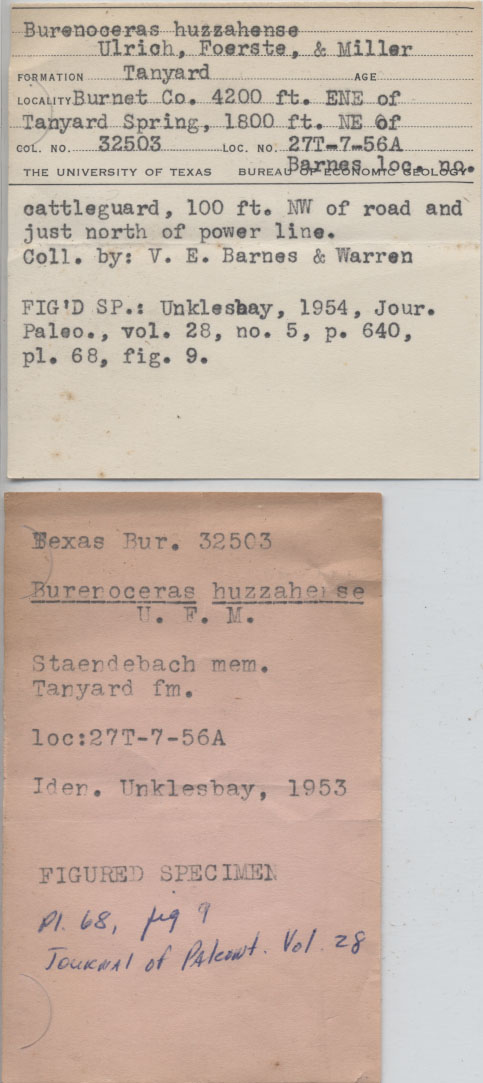 Burenoceras huzzahense
Ulrich, Foerste, & Miller
FORMATION Tanyard AGE
LOCALITY Burnet Co. 4200 ft. ENE of
Tanyard Spring, 1800 ft. NE of
COL. NO. 32503 LOC. NO. 27T-7-56A
Barnes loc. no.
THE UNIVERSITY OF TEXAS BUREAU OF ECONOMIC GEOLOGY
cattleguard, 100 ft. NW of road and
just north of power line.
Coll. by: V. E. Barnes & Warren
FIG'D SP.: Unklesbay, 1954, Jour.
Paleo., vol. 28, no. 5, p. 640,
pl. 68, fig. 9.
Texas Bur. 32503
Burenoceras huzzahense
U. F. M.
Staendebach mem.
Tanyard fm.
loc:27T-7-56A
Iden. Unklesbay, 1953
FIGURED SPECIMEN
Pl. 68, fig 9
Journal of Paleont. Vol. 28